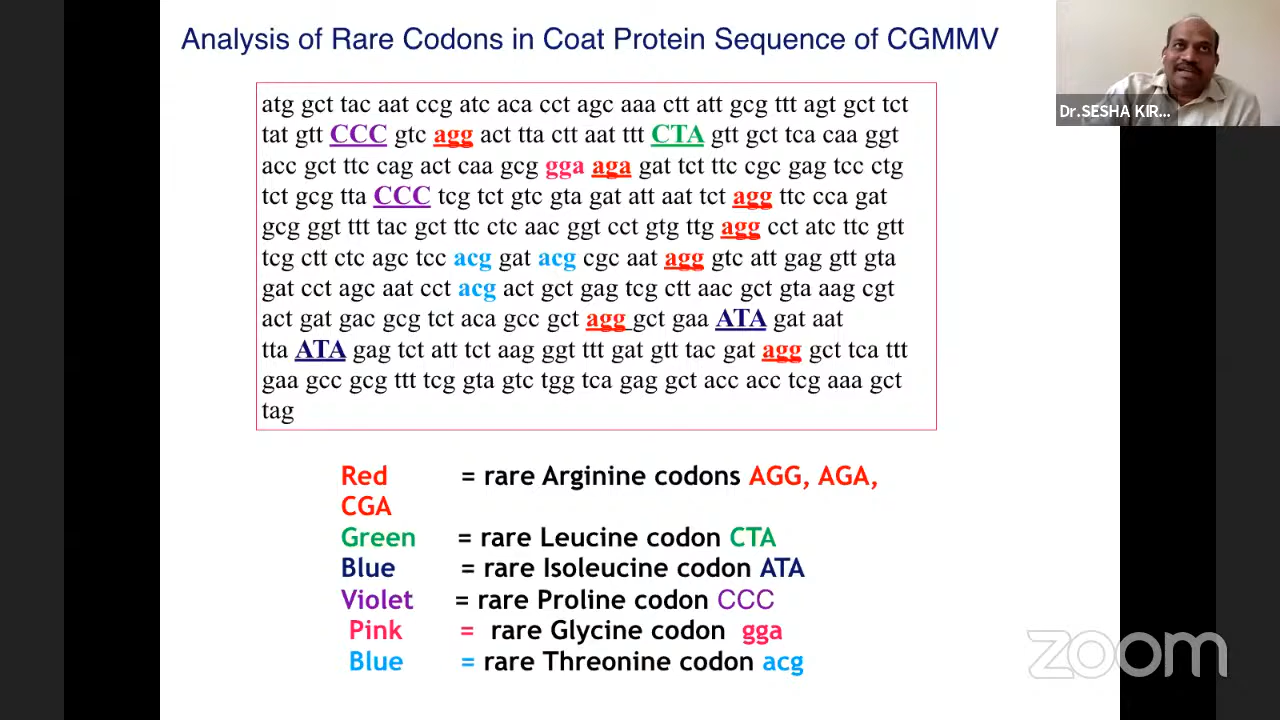 Analysis of Rare Codons in Coat Protein Sequence of CGMMV
Dr.SESHA KIR...
atg gct tac aat ccg atc aca cct agc aaa ctt att gcg ttt agt gct tct
tat gtt CCC gtc agg act tta ctt aat ttt CTA gtt gct tca caa ggt
acc gct ttc cag act caa gcg gga aga gat tct ttc cgc gag tcc ctg
tct gcg tta CCC tcg tct gtc gta gat att aat tct agg ttc cca gat
gcg ggt ttt tac gct ttc ctc aac ggt cct gtg ttg agg cct atc ttc gtt
tcg ctt ctc agc tcc acg gat acg cgc aat agg gtc att gag gtt gta
gat cct agc aat cct acg act gct gag tcg ctt aac gct gta aag cgt
act gat gac gcg tct aca gcc gct agg gct gaa ATA gat aat
tta ATA gag tct att tct aag ggt ttt gat gtt tac gat agg gct tca ttt
gaa gcc gcg ttt tcg gta gtc tgg tca gag gct acc acc tcg aaa gct
tag
Red = rare Arginine codons AGG, AGA,
CGA
Green = rare Leucine codon CTA
Blue = rare Isoleucine codon ATA
Violet = rare Proline codon CCC
Pink = rare Glycine codon gga
Blue = rare Threonine codon acg
zoom